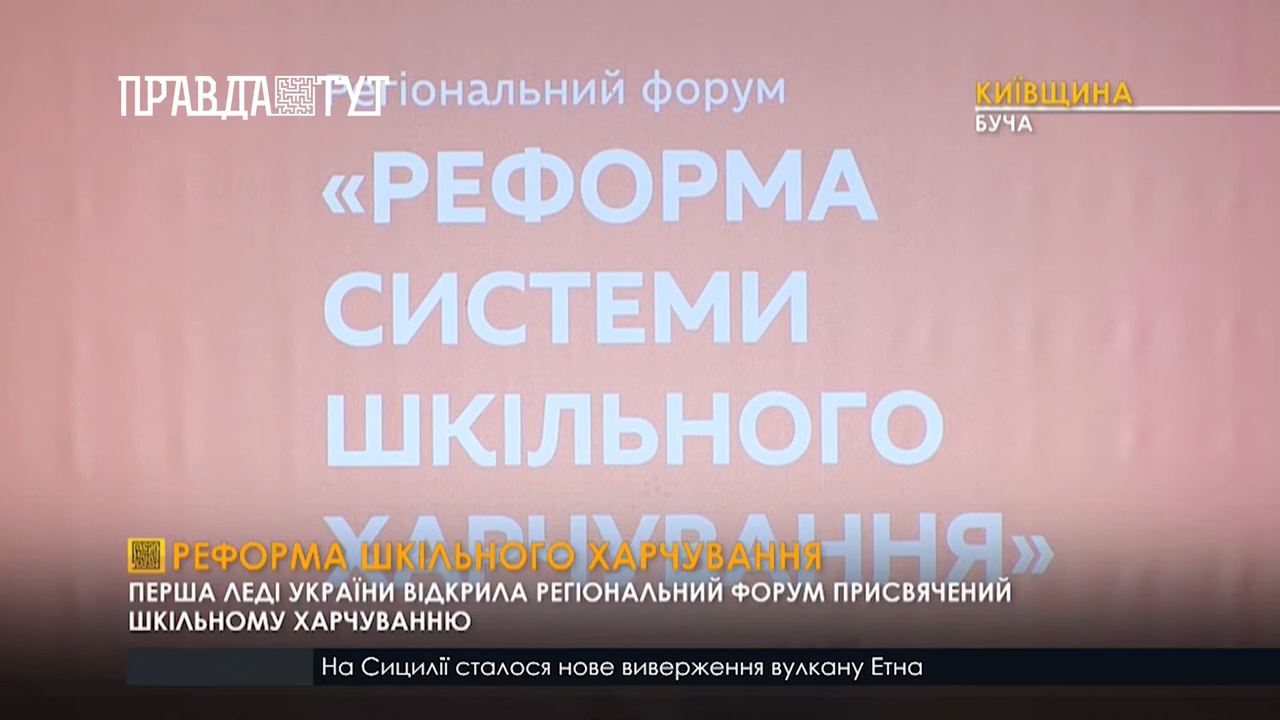 ПРАВДА ТУТ
Регіональний форум
КИЇВЩИНА
БУЧА
«РЕФОРМА
СИСТЕМИ
ШКІЛЬНОГО
ХАРЧУВАННЯ»
РЕФОРМА ШКІЛЬНОГО ХАРЧУВАННЯ
ПЕРША ЛЕДІ УКРАЇНИ ВІДКРИЛА РЕГІОНАЛЬНИЙ ФОРУМ ПРИСВЯЧЕНИЙ
ШКІЛЬНОМУ ХАРЧУВАННЮ
На Сицилії сталося нове виверження вулкану Етна